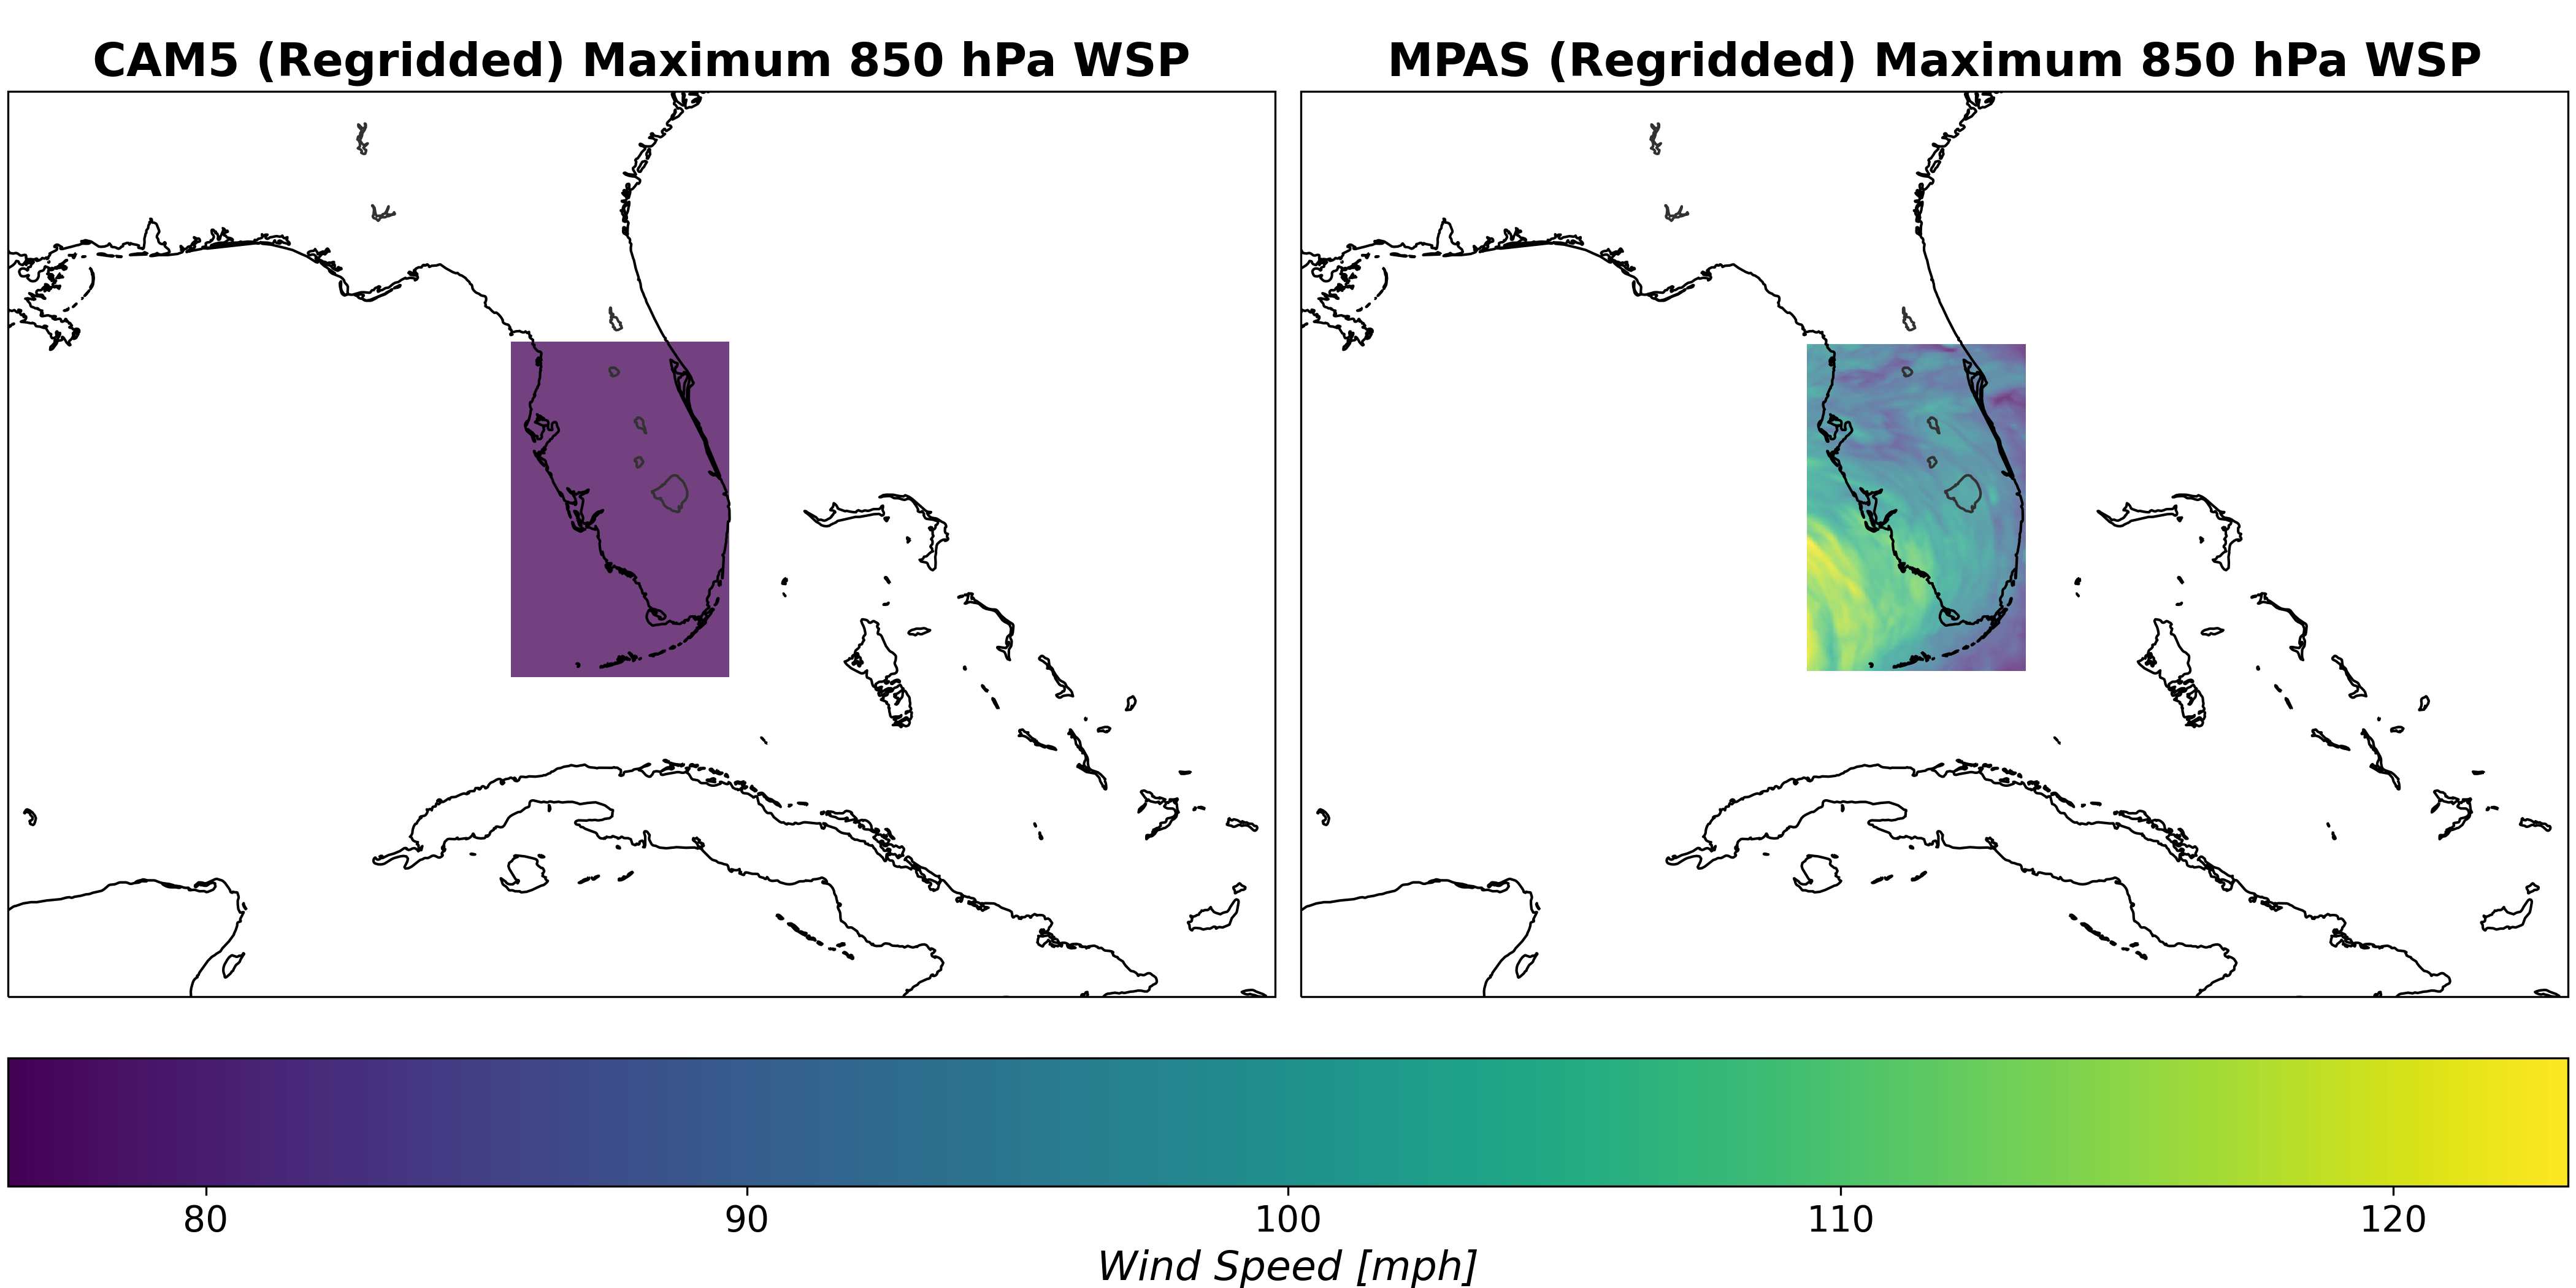 CAM5 (Regridded) Maximum 850 hPa WSP
MPAS (Regridded) Maximum 850 hPa WSP
80 90 100 110 120
Wind Speed [mph]